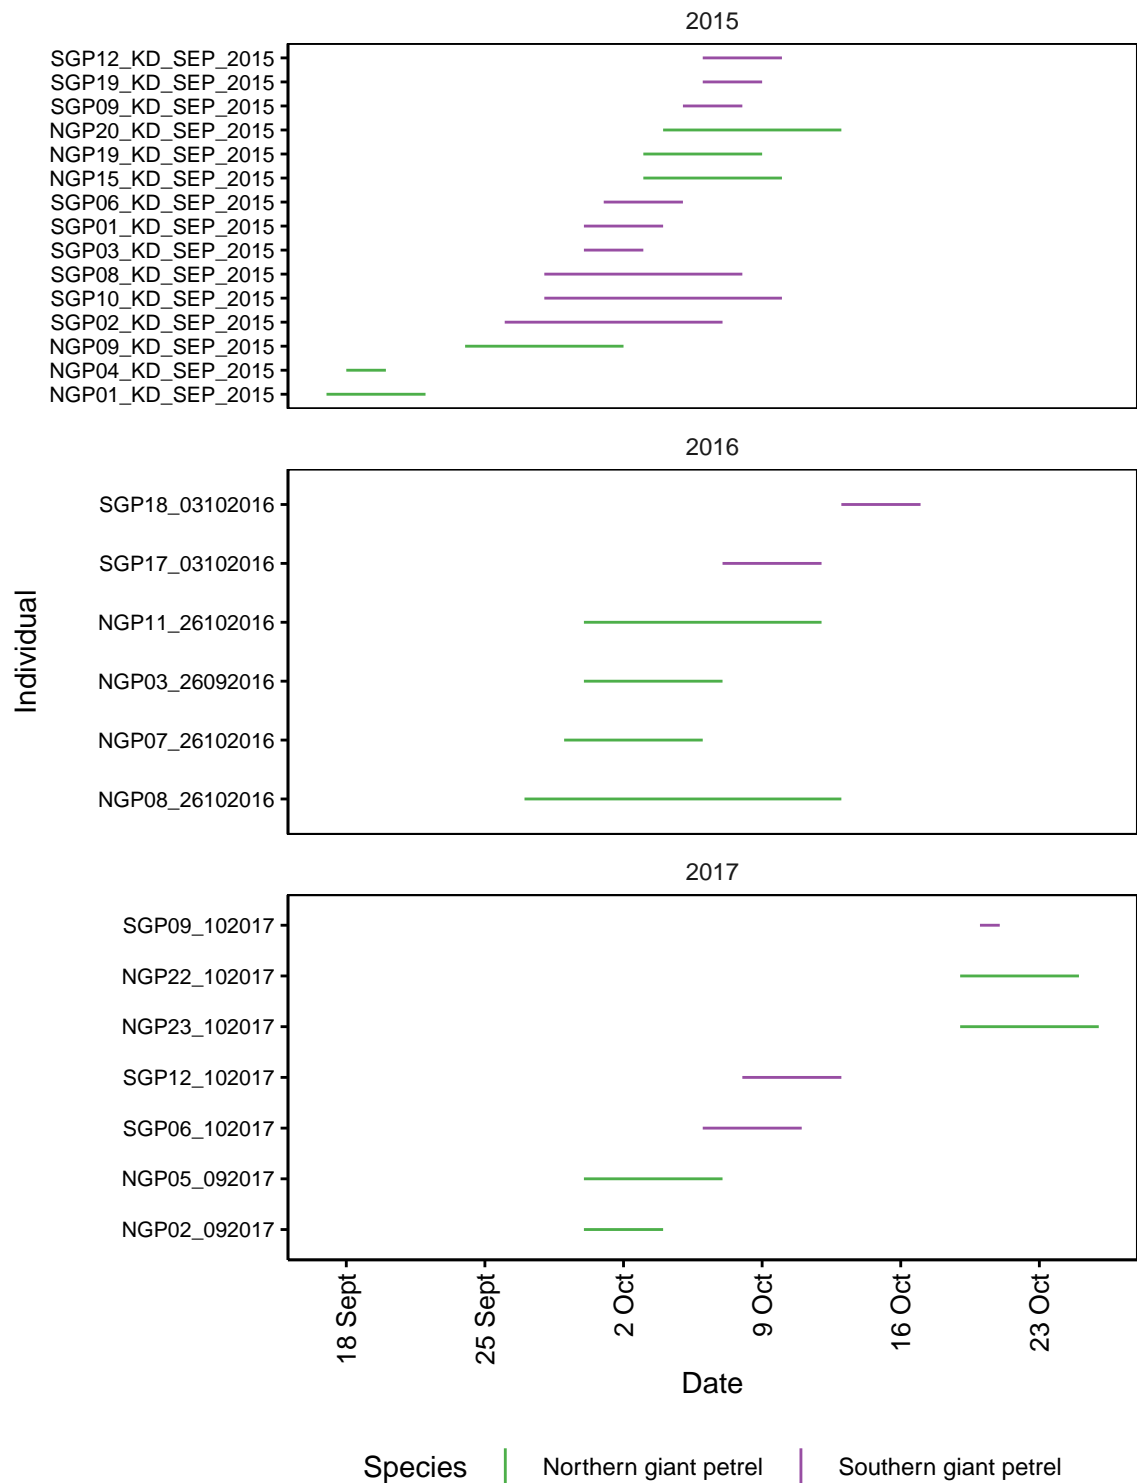 2015
SGP12_KD_SEP_2015
SGP19_KD_SEP_2015
SGP09_KD_SEP_2015
NGP20_KD_SEP_2015
NGP19_KD_SEP_2015
NGP15_KD_SEP_2015
SGP06_KD_SEP_2015
SGP01_KD_SEP_2015
SGP03_KD_SEP_2015
SGP08_KD_SEP_2015
SGP10_KD_SEP_2015
SGP02_KD_SEP_2015
NGP09_KD_SEP_2015
NGP04_KD_SEP_2015
NGP01_KD_SEP_2015
2016
SGP18_03102016
SGP17_03102016
NGP11_26102016
NGP03_26092016
NGP07_26102016
NGP08_26102016
Individual
2017
SGP09_102017
NGP22_102017
NGP23_102017
SGP12_102017
SGP06_102017
NGP05_092017
NGP02_092017
18 Sept
25 Sept
2 Oct
9 Oct
16 Oct
23 Oct
Date
Species Northern giant petrel Southern giant petrel